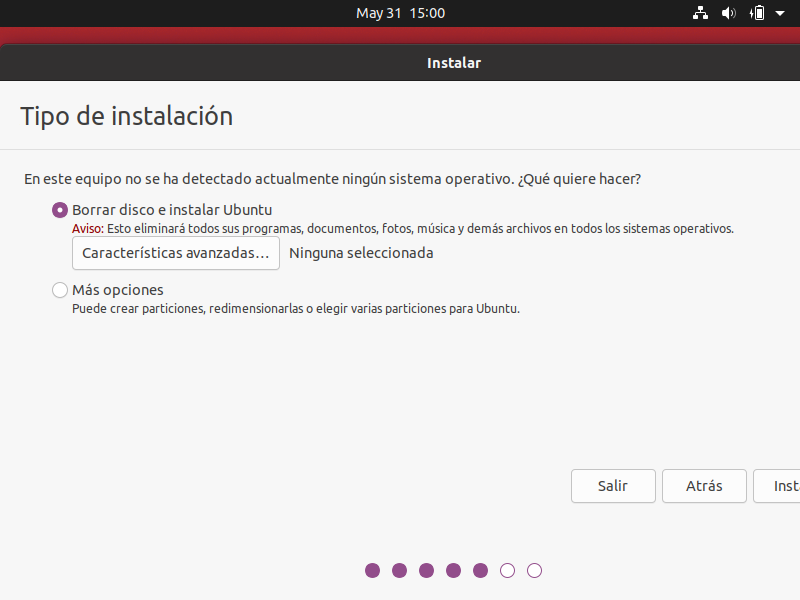 May 31 15:00
Instalar
Tipo de instalación
En este equipo no se ha detectado actualmente ningún sistema operativo. ¿Qué quiere hacer?
Borrar disco e instalar Ubuntu
Aviso: Esto eliminará todos sus programas, documentos, fotos, música y demás archivos en todos los sistemas operativos.
Características avanzadas... Ninguna seleccionada
Más opciones
Puede crear particiones, redimensionarlas o elegir varias particiones para Ubuntu.
Salir Atrás Insta